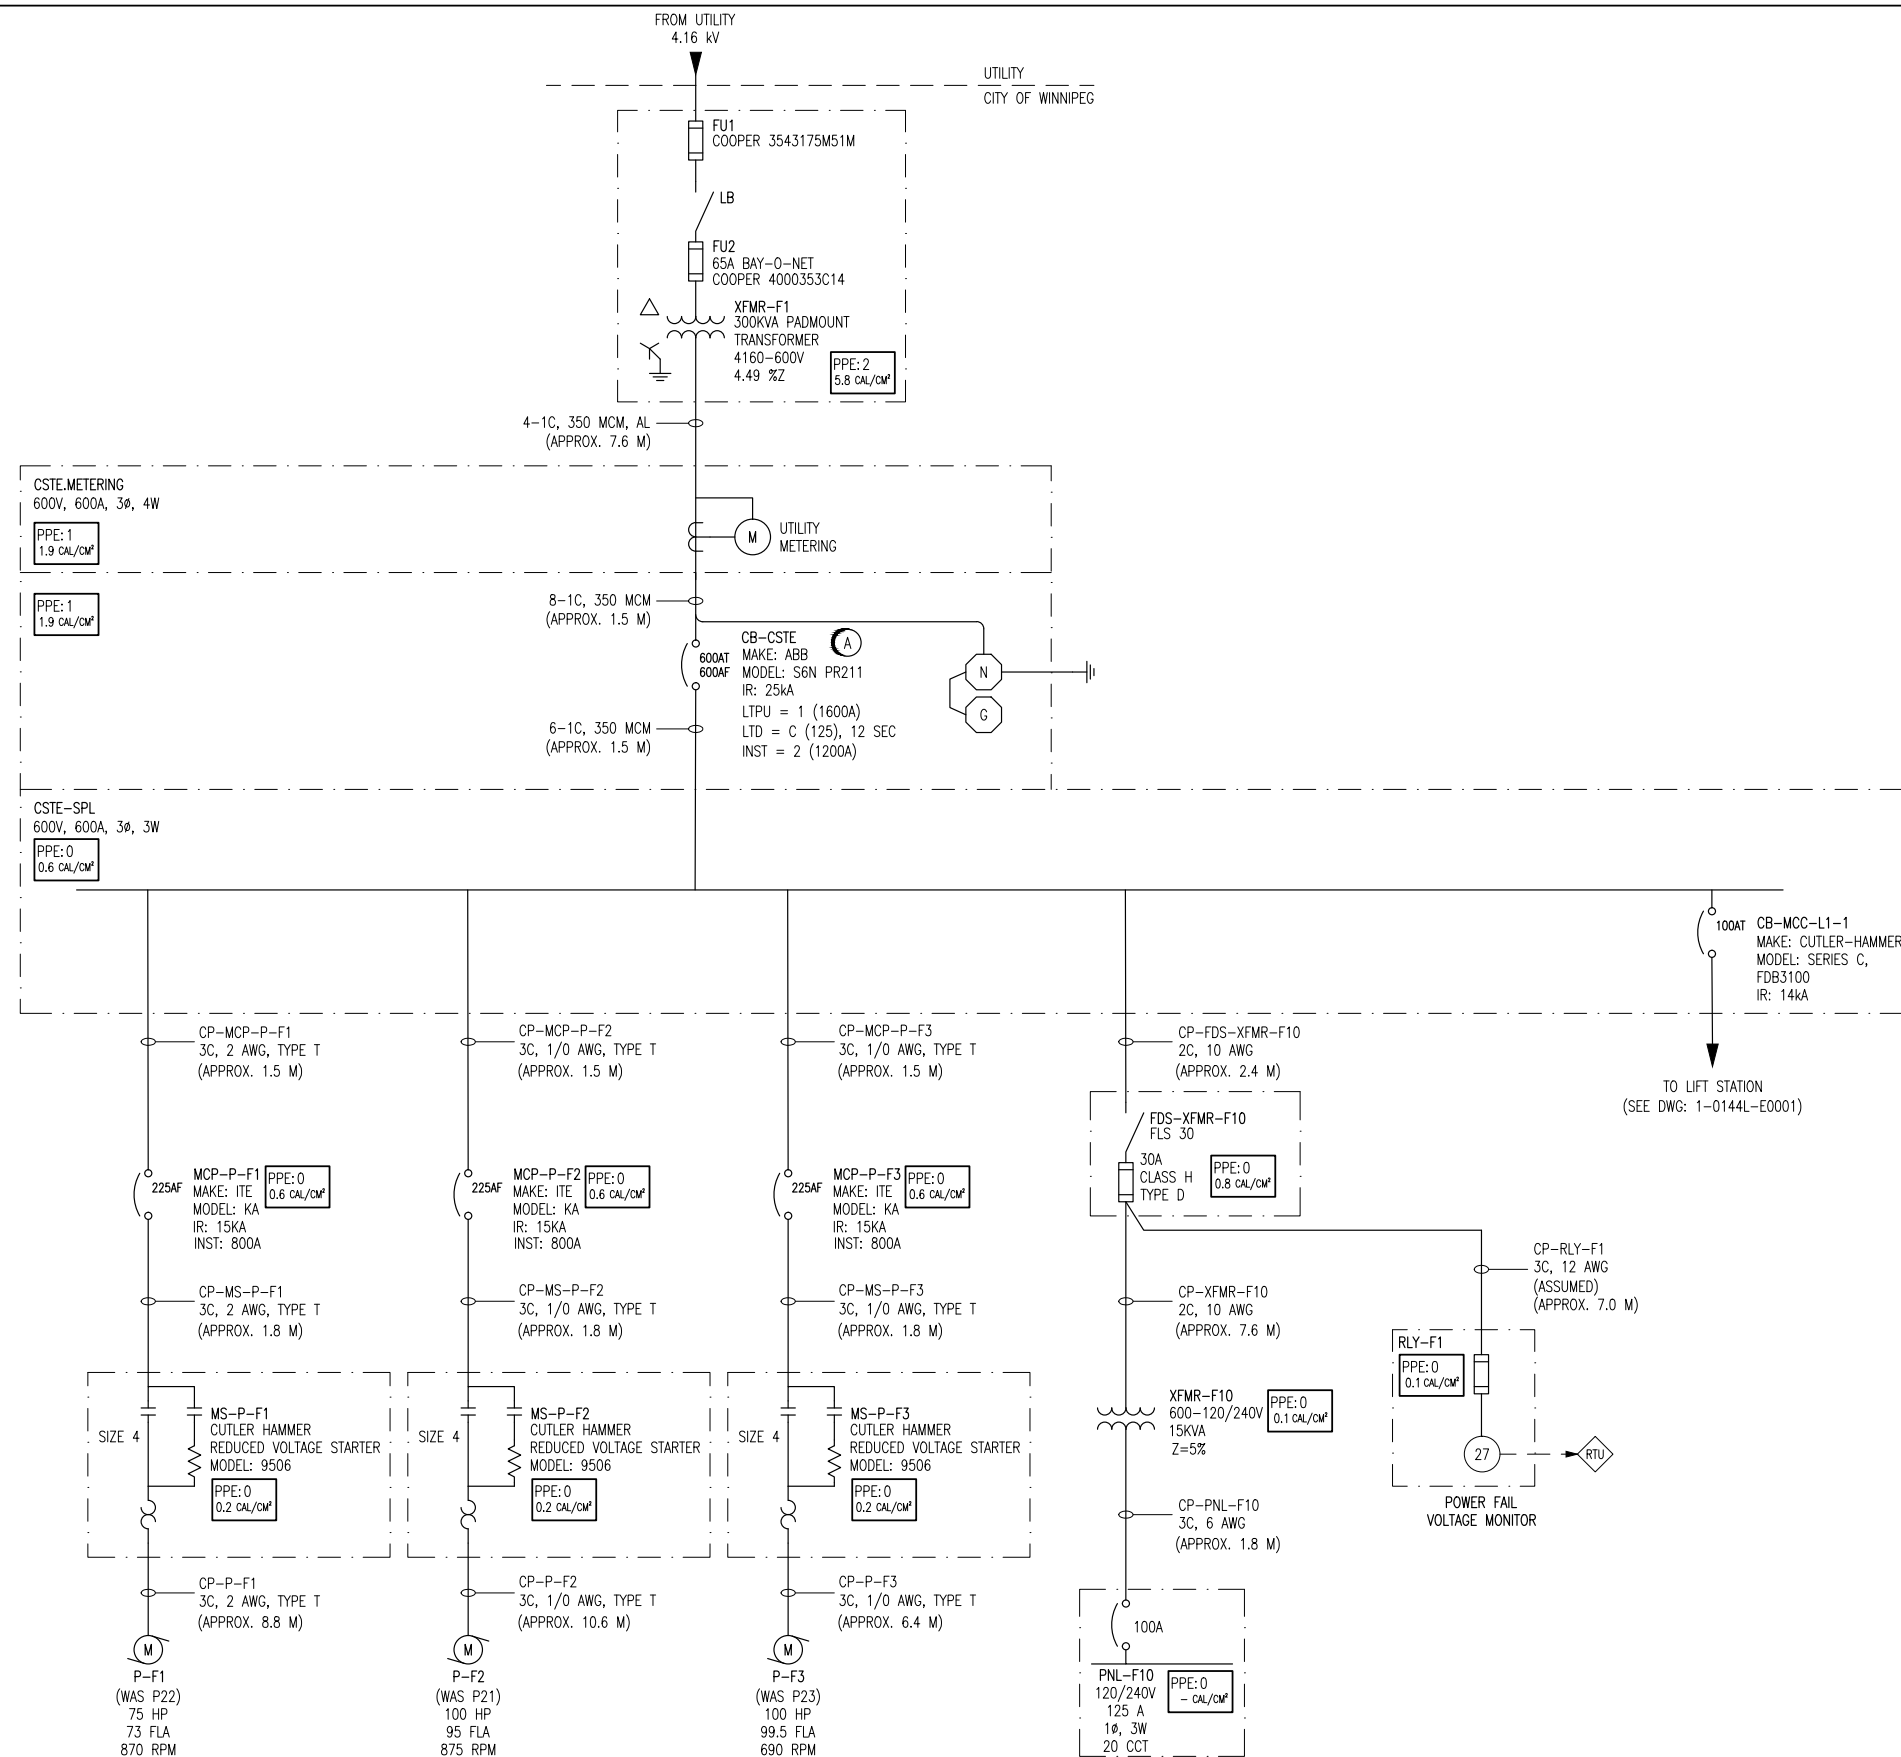 FROM UTILITY
4.16 kV
UTILITY
CITY OF WINNIPEG
FU1
COOPER 3543175M51M
LB
FU2
65A BAY-O-NET
COOPER 4000353C14
XFMR-F1
300KVA PADMOUNT
TRANSFORMER
4160-600V
4.49 %Z
PPE: 2
5.8 CAL/CM²
4-1C, 350 MCM, AL
(APPROX. 7.6 M)
CSTE.METERING
600V, 600A, 3ø, 4W
PPE: 1
1.9 CAL/CM²
M
UTILITY
METERING
PPE: 1
1.9 CAL/CM²
8-1C, 350 MCM
(APPROX. 1.5 M)
600AT
600AF
CB-CSTE
MAKE: ABB
MODEL: S6N PR211
IR: 25kA
LTPU = 1 (1600A)
LTD = C (125), 12 SEC
INST = 2 (1200A)
A
N
G
6-1C, 350 MCM
(APPROX. 1.5 M)
CSTE-SPL
600V, 600A, 3ø, 3W
PPE: 0
0.6 CAL/CM²
100AT
CB-MCC-L1-1
MAKE: CUTLER-HAMMER
MODEL: SERIES C,
FDB3100
IR: 14kA
TO LIFT STATION
(SEE DWG: 1-0144L-E0001)
CP-MCP-P-F1
3C, 2 AWG, TYPE T
(APPROX. 1.5 M)
CP-MCP-P-F2
3C, 1/0 AWG, TYPE T
(APPROX. 1.5 M)
CP-MCP-P-F3
3C, 1/0 AWG, TYPE T
(APPROX. 1.5 M)
CP-FDS-XFMR-F10
2C, 10 AWG
(APPROX. 2.4 M)
225AF
MCP-P-F1
MAKE: ITE
MODEL: KA
IR: 15KA
INST: 800A
PPE: 0
0.6 CAL/CM²
225AF
MCP-P-F2
MAKE: ITE
MODEL: KA
IR: 15KA
INST: 800A
PPE: 0
0.6 CAL/CM²
225AF
MCP-P-F3
MAKE: ITE
MODEL: KA
IR: 15KA
INST: 800A
PPE: 0
0.6 CAL/CM²
FDS-XFMR-F10
FLS 30
30A
CLASS H
TYPE D
PPE: 0
0.8 CAL/CM²
CP-MS-P-F1
3C, 2 AWG, TYPE T
(APPROX. 1.8 M)
CP-MS-P-F2
3C, 1/0 AWG, TYPE T
(APPROX. 1.8 M)
CP-MS-P-F3
3C, 1/0 AWG, TYPE T
(APPROX. 1.8 M)
CP-XFMR-F10
2C, 10 AWG
(APPROX. 7.6 M)
CP-RLY-F1
3C, 12 AWG
(ASSUMED)
(APPROX. 7.0 M)
SIZE 4
MS-P-F1
CUTLER HAMMER
REDUCED VOLTAGE STARTER
MODEL: 9506
PPE: 0
0.2 CAL/CM²
SIZE 4
MS-P-F2
CUTLER HAMMER
REDUCED VOLTAGE STARTER
MODEL: 9506
PPE: 0
0.2 CAL/CM²
SIZE 4
MS-P-F3
CUTLER HAMMER
REDUCED VOLTAGE STARTER
MODEL: 9506
PPE: 0
0.2 CAL/CM²
XFMR-F10
600-120/240V
15KVA
Z=5%
PPE: 0
0.1 CAL/CM²
RLY-F1
PPE: 0
0.1 CAL/CM²
27
RTU
POWER FAIL
VOLTAGE MONITOR
CP-PNL-F10
3C, 6 AWG
(APPROX. 1.8 M)
CP-P-F1
3C, 2 AWG, TYPE T
(APPROX. 8.8 M)
CP-P-F2
3C, 1/0 AWG, TYPE T
(APPROX. 10.6 M)
CP-P-F3
3C, 1/0 AWG, TYPE T
(APPROX. 6.4 M)
100A
M
P-F1
(WAS P22)
75 HP
73 FLA
870 RPM
M
P-F2
(WAS P21)
100 HP
95 FLA
875 RPM
M
P-F3
(WAS P23)
100 HP
99.5 FLA
690 RPM
PNL-F10
120/240V
125 A
1ø, 3W
20 CCT
PPE: 0
- CAL/CM²